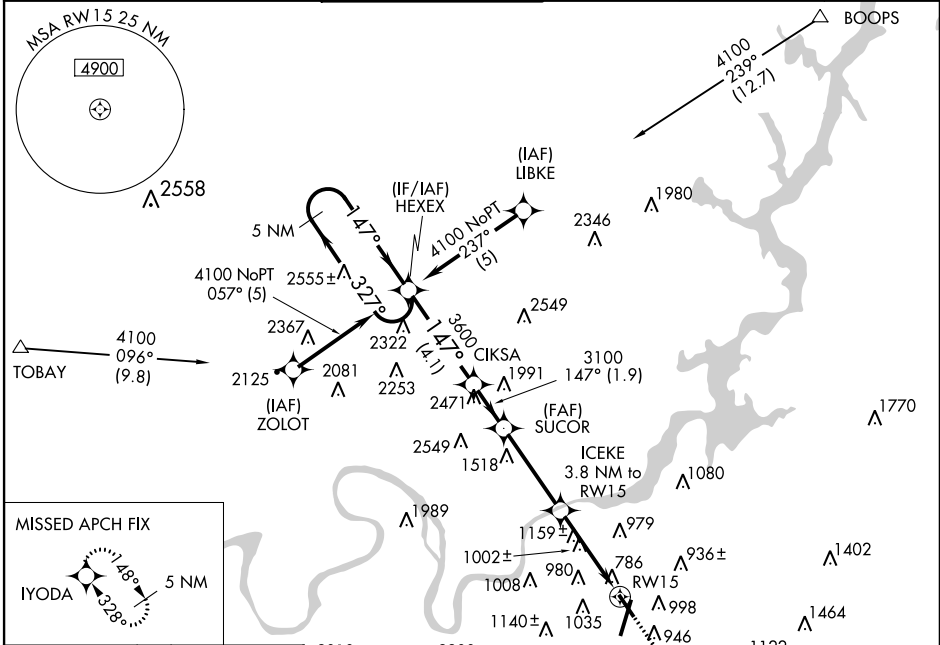 MSA RW15 25 NM
4900
BOOPS
4100
239°
(12.7)
2558
(IAF)
LIBKE
(IF/IAF)
HEXEX
1980
2346
5 NM
147°
4100 NoPT
237°
(5)
4100 NoPT
057° (5)
2555±
327°
2549
2367
2322
147°
3600
(4.1)
4100
096°
(9.8)
TOBAY
2125
2081
2253
CIKSA
3100
147° (1.9)
1991
2471
(IAF)
ZOLOT
(FAF)
SUCOR
1770
2549
1518
ICEKE
3.8 NM to
RW15
1080
1989
979
1159±
1002±
MISSED APCH FIX
IYODA
148°
328°
5 NM
1008
980
786
936±
1402
RW15
998
1035
1464
1140±
946